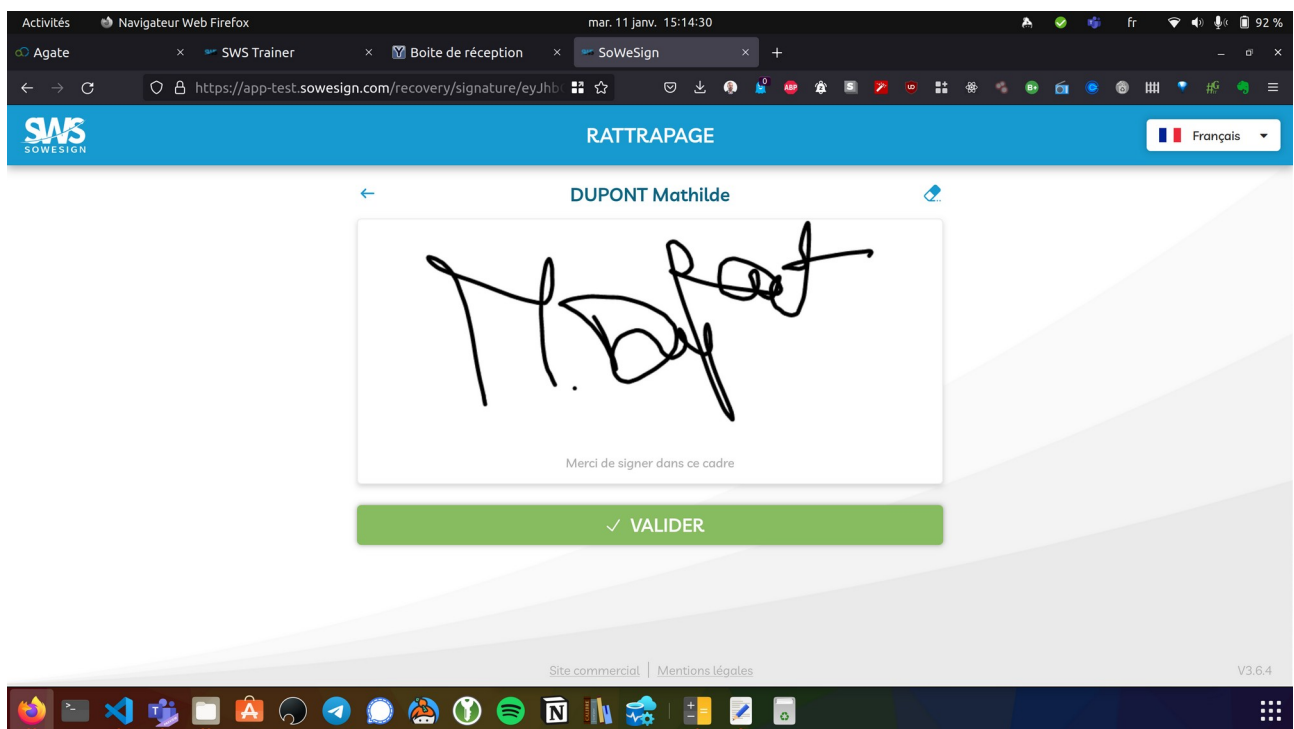 Activités Navigateur Web Firefox mar. 11 janv. 15:14:30 fr 92 %
Agate SWS Trainer Boite de réception SoWeSign
https://app-test.sowesign.com/recovery/signature/eyJhb
SWS SOWESIGN RATTRAPAGE Français
DUPONT Mathilde
M. Dupont
Merci de signer dans ce cadre
VALIDER
Site commercial | Mentions légales V3.6.4